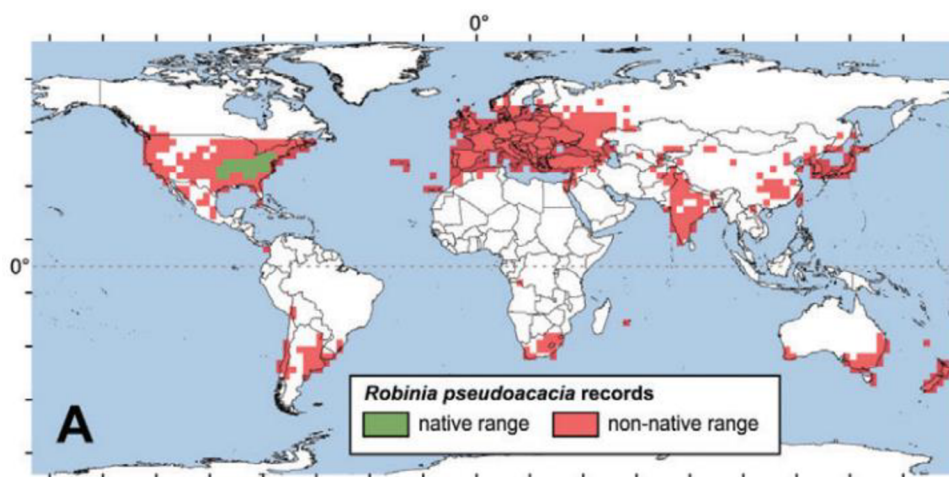 0°
0°
A
Robinia pseudoacacia records
native range
non-native range